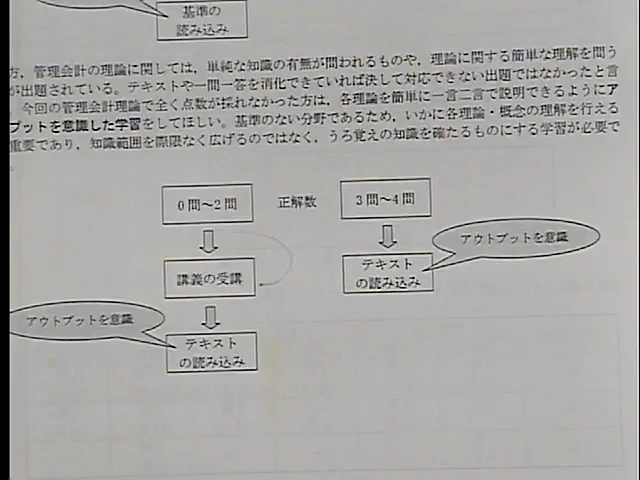 基準の
読み込み
方，管理会計の理論に関しては，単純な知識の有無が問われるものや，理論に関する簡単な理解を問う
が出題されている。テキストや一問一答を消化できていれば決して対応できない出題ではなかったと言
今回の管理会計理論で全く点数が採れなかった方は，各理論を簡単に一言二言で説明できるようにア
プットを意識した学習をしてほしい。基準のない分野であるため，いかに各理論・概念の理解を行える
重要であり，知識範囲を際限なく広げるのではなく，うろ覚えの知識を確たるものにする学習が必要で
。
0問～2問 正解数 3問～4問
アウトプットを意識
講義の受講
テキスト
の読み込み
アウトプットを意識
テキスト
の読み込み